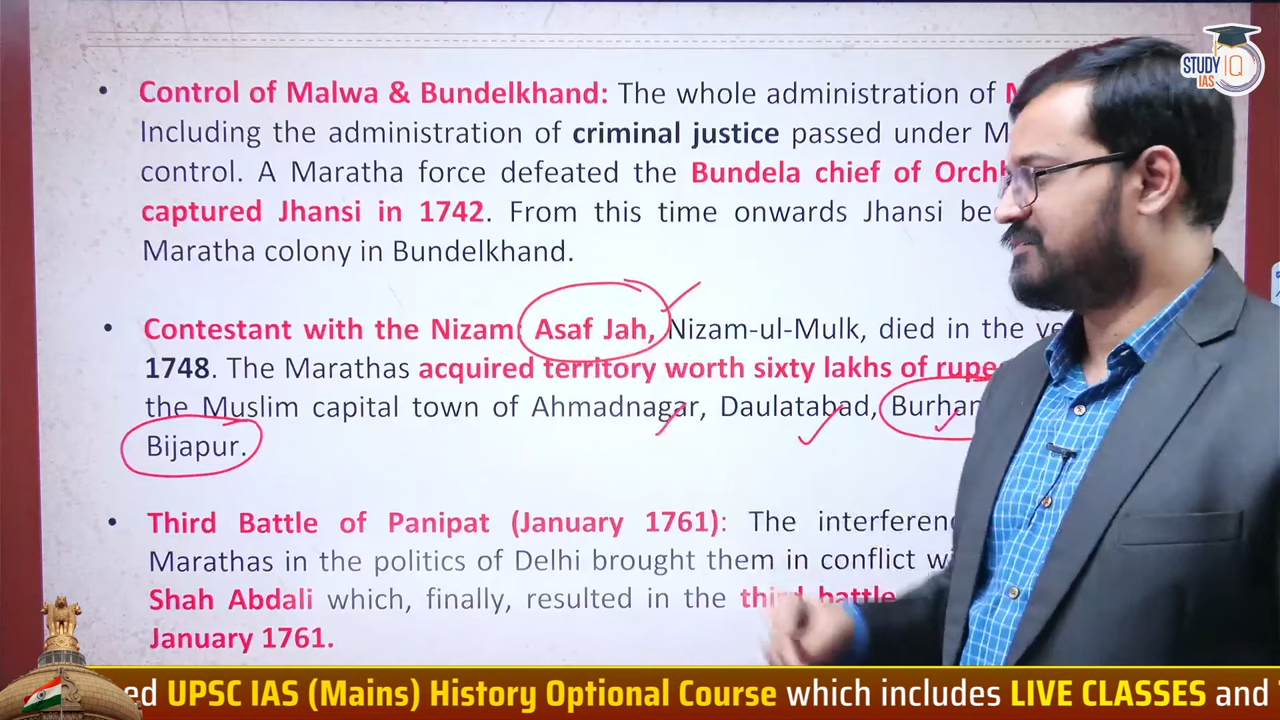 STUDY IQ
IAS
• Control of Malwa & Bundelkhand: The whole administration of
Including the administration of criminal justice passed under
control. A Maratha force defeated the Bundela chief of
captured Jhansi in 1742. From this time onwards Jhansi
Maratha colony in Bundelkhand.
• Contestant with the Nizam: Asaf Jah, Nizam-ul-Mulk, died in the
1748. The Marathas acquired territory worth sixty lakhs of
the Muslim capital town of Ahmadnagar, Daulatabad,
Bijapur.
• Third Battle of Panipat (January 1761): The
Marathas in the politics of Delhi brought them in conflict
Shah Abdali which, finally, resulted in the third battle
January 1761.
ed UPSC IAS (Mains) History Optional Course which includes LIVE CLASSES and